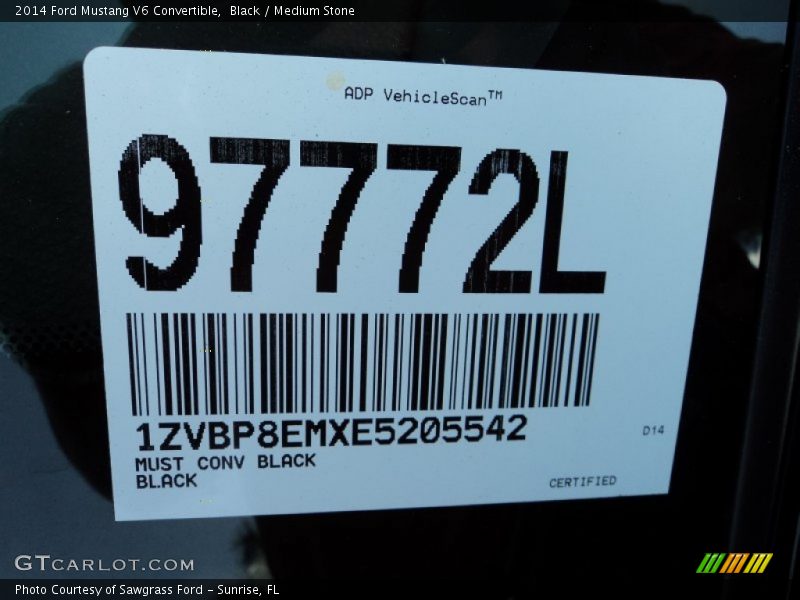 2014 Ford Mustang V6 Convertible,  Black / Medium Stone
ADP VehicleScan™
97772L
1ZVBP8EMXE5205542
D14
MUST CONV BLACK
BLACK
CERTIFIED
GTCARLOT.COM
Photo Courtesy of Sawgrass Ford - Sunrise, FL